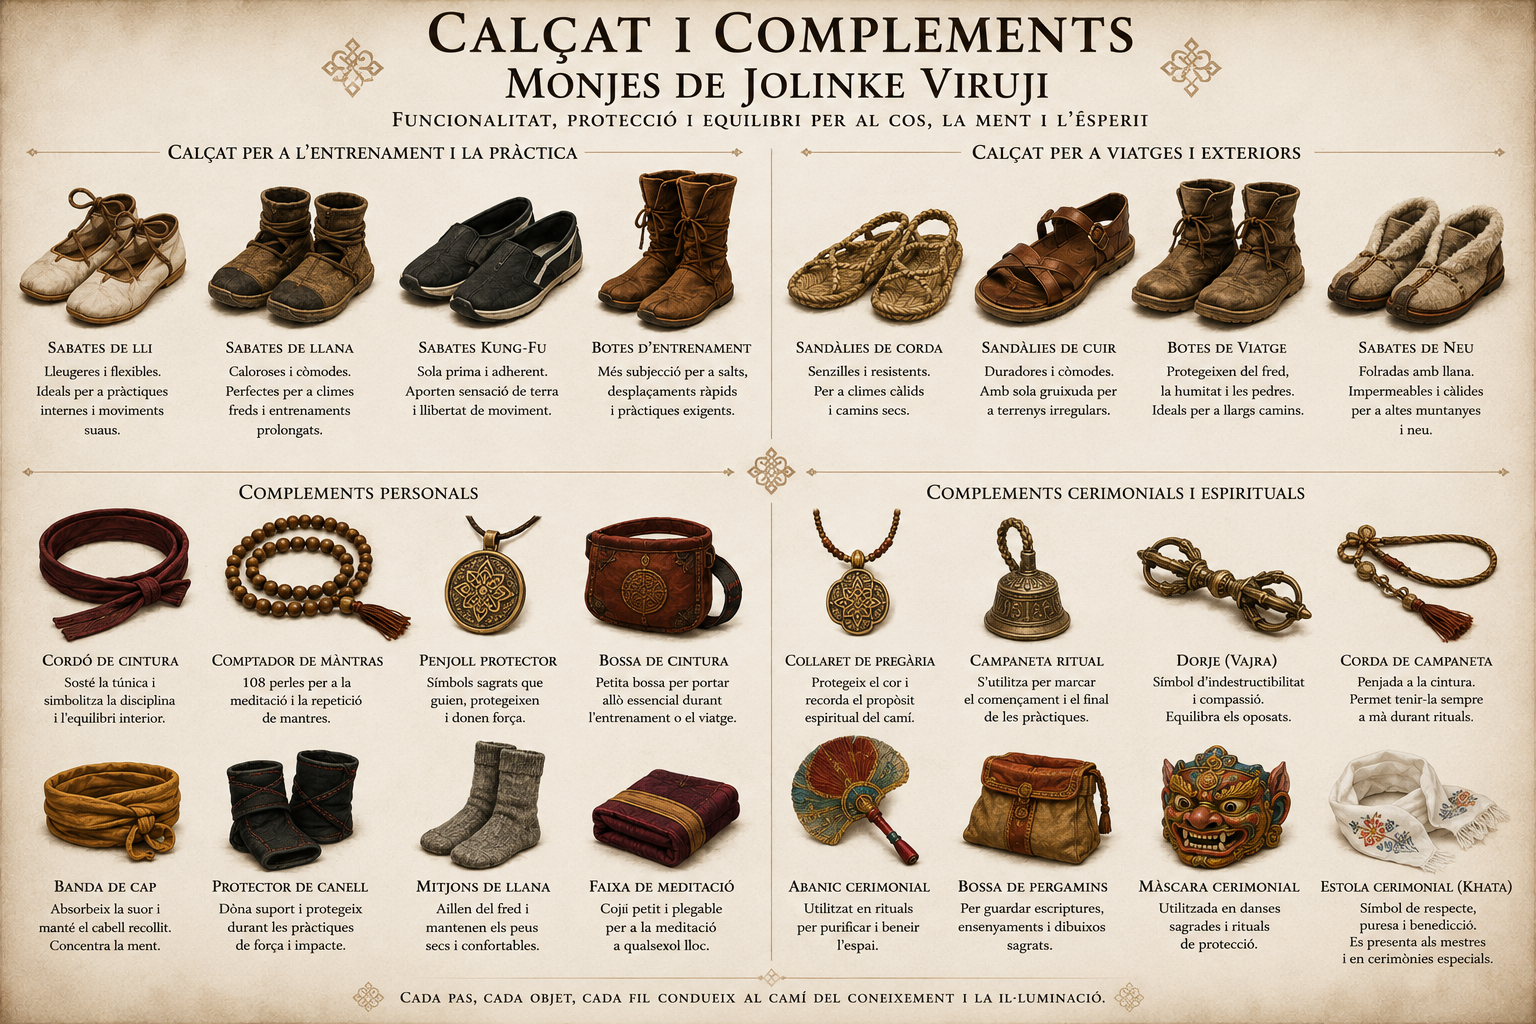 Calçat i Complements
Monjes de Jolinke Viruji
Funcionalitat, protecció i equilibri per al cos, la ment i l'êsperiī
Calçat per a l'entrenament i la pràctica
Calçat per a viatges i exteriors
Sabates de lli
Lleugeres i flexibles.
Ideals per a pràctiques
internes i moviments
suaus.
Sabates de llana
Caloroses i còmodes.
Perfectes per a climes
freds i entrenaments
prolongats.
Sabates Kung-Fu
Sola prima i adherent.
Aporten sensació de terra
i llibertat de moviment.
Botes d'entrenament
Més subjecció per a salts,
desplaçaments ràpids
i pràctiques exigents.
Sandàlies de corda
Senzilles i resistents.
Per a climes càlids
i camins secs.
Sandàlies de cuir
Duradores i còmodes.
Amb sola gruixuda per
a terrenys irregulars.
Botes de Viatge
Protegeixen del fred,
la humitat i les pedres.
Ideals per a llargs camins.
Sabates de Neu
Folradas amb llana.
Impermeables i càlides
per a altes muntanyes
i neu.
Complements personals
Complements cerimonials i espirituals
Cordó de cintura
Sosté la túnica i
simbolitza la disciplina
i l'equilibri interior.
Comptador de màntras
108 perles per a la
meditació i la repetició
de mantres.
Penjoll protector
Símbols sagrats que
guien, protegeixen
i donen força.
Bossa de cintura
Petita bossa per portar
allò essencial durant
l'entrenament o el viatge.
Collaret de pregària
Protegeix el cor i
recorda el propòsit
espiritual del camí.
Campaneta ritual
S'utilitza per marcar
el començament i el final
de les pràctiques.
Dorje (Vajra)
Símbol d'indestructibilitat
i compassió.
Equilibra els oposats.
Corda de campaneta
Penjada a la cintura.
Permet tenir-la sempre
a mà durant rituals.
Banda de cap
Absorbeix la suor i
manté el cabell recollit.
Concentra la ment.
Protector de canell
Dòna suport i protegeix
durant les pràctiques
de força i impacte.
Mitjons de llana
Aïllen del fred i
mantenen els peus
secs i confortables.
Faixa de meditació
petit i plegable
per a la meditació
a qualsexol lloc.
Abanic cerimonial
Utilitzat en rituals
per purificar i beneir
l'espai.
Bossa de pergamins
Per guardar escriptures,
ensenyaments i dibuixos
sagrats.
Màscara cerimonial
Utilitzada en danses
sagrades i rituals
de protecció.
Estola cerimonial (Khata)
Símbol de respecte,
puresa i benedicció.
Es presenta als mestres
i en cerimònies especials.
Cada pas, cada objet, cada fil condueix al camí del coneixement i la il·luminació.